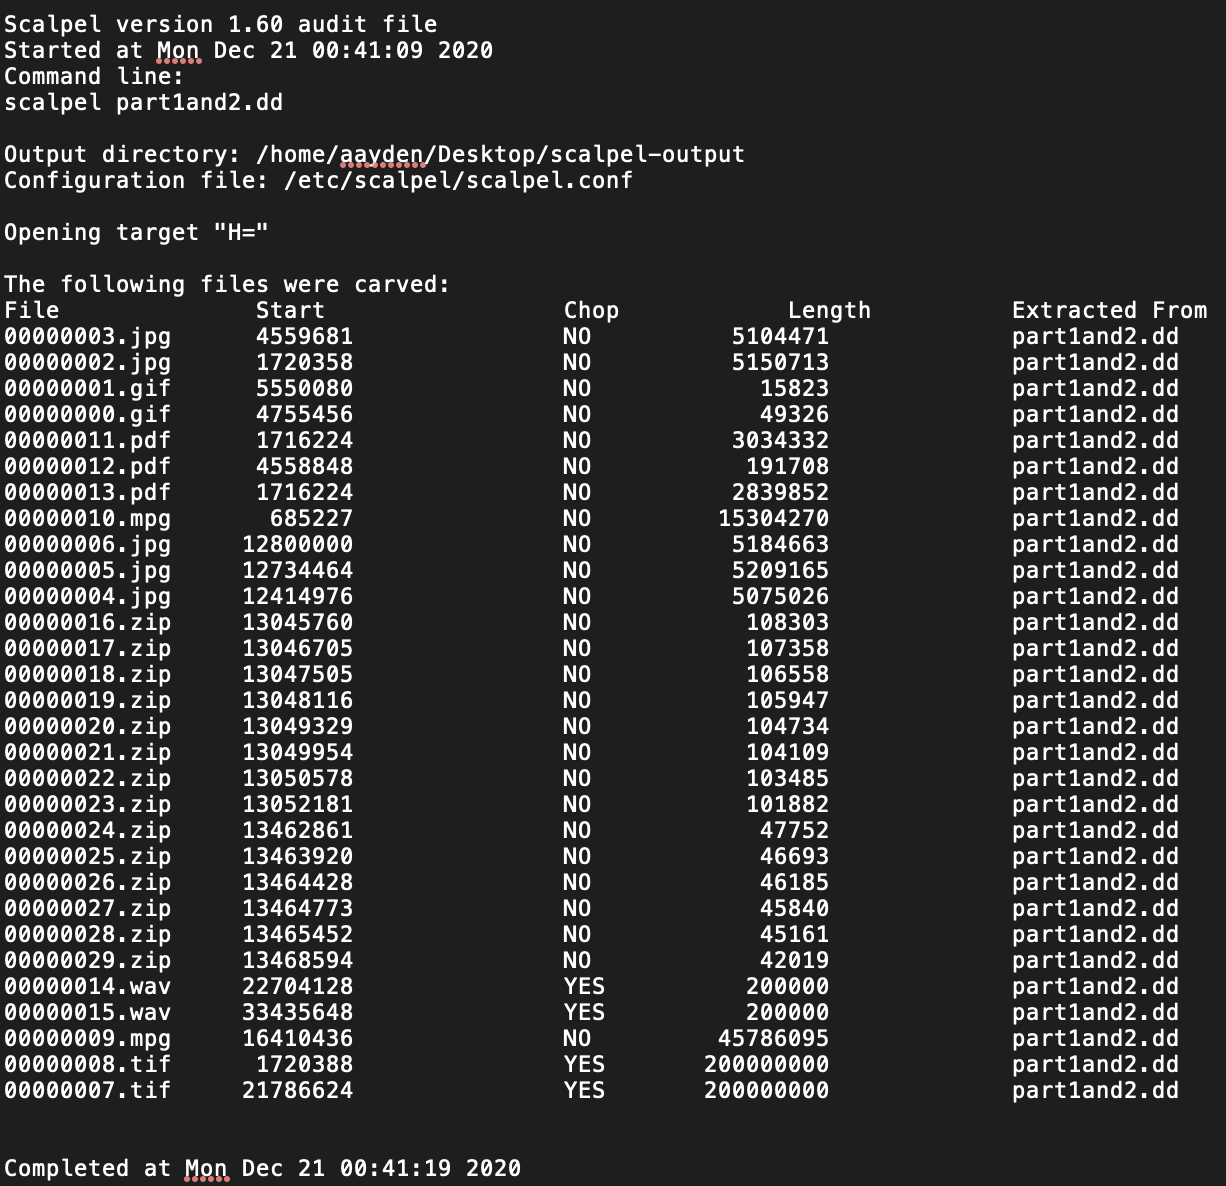 Scalpel version 1.60 audit file
Started at Mon Dec 21 00:41:09 2020
Command line:
scalpel part1and2.dd
Output directory: /home/aayden/Desktop/scalpel-output
Configuration file: /etc/scalpel/scalpel.conf
Opening target "H="
The following files were carved:
File Start Chop Length Extracted From
00000003.jpg 4559681 NO 5104471 part1and2.dd
00000002.jpg 1720358 NO 5150713 part1and2.dd
00000001.gif 5550080 NO 15823 part1and2.dd
00000000.gif 4755456 NO 49326 part1and2.dd
00000011.pdf 1716224 NO 3034332 part1and2.dd
00000012.pdf 4558848 NO 191708 part1and2.dd
00000013.pdf 1716224 NO 2839852 part1and2.dd
00000010.mpg 685227 NO 15304270 part1and2.dd
00000006.jpg 12800000 NO 5184663 part1and2.dd
00000005.jpg 12734464 NO 5209165 part1and2.dd
00000004.jpg 12414976 NO 5075026 part1and2.dd
00000016.zip 13045760 NO 108303 part1and2.dd
00000017.zip 13046705 NO 107358 part1and2.dd
00000018.zip 13047505 NO 106558 part1and2.dd
00000019.zip 13048116 NO 105947 part1and2.dd
00000020.zip 13049329 NO 104734 part1and2.dd
00000021.zip 13049954 NO 104109 part1and2.dd
00000022.zip 13050578 NO 103485 part1and2.dd
00000023.zip 13052181 NO 101882 part1and2.dd
00000024.zip 13462861 NO 47752 part1and2.dd
00000025.zip 13463920 NO 46693 part1and2.dd
00000026.zip 13464428 NO 46185 part1and2.dd
00000027.zip 13464773 NO 45840 part1and2.dd
00000028.zip 13465452 NO 45161 part1and2.dd
00000029.zip 13468594 NO 42019 part1and2.dd
00000014.wav 22704128 YES 200000 part1and2.dd
00000015.wav 33435648 YES 200000 part1and2.dd
00000009.mpg 16410436 NO 45786095 part1and2.dd
00000008.tif 1720388 YES 200000000 part1and2.dd
00000007.tif 21786624 YES 200000000 part1and2.dd
Completed at Mon Dec 21 00:41:19 2020